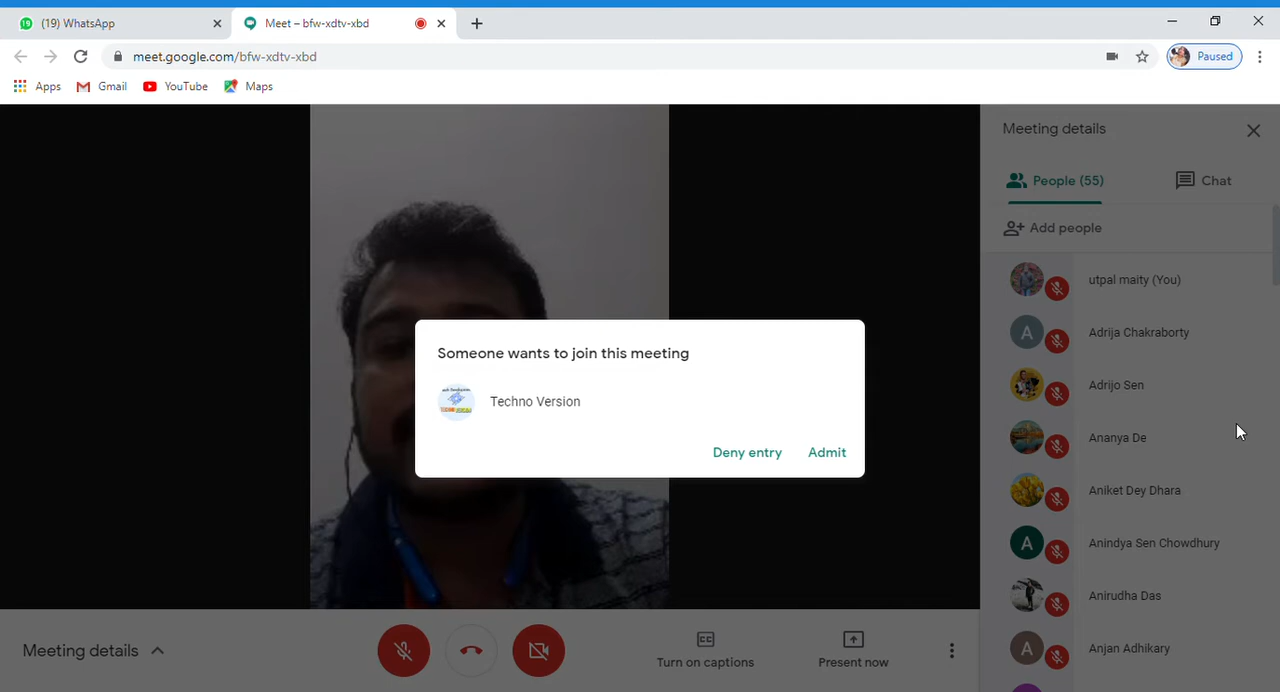 (19) WhatsApp
Meet – bfw-xdtv-xbd
meet.google.com/bfw-xdtv-xbd
Paused
Apps
Gmail
YouTube
Maps
Meeting details
People (55)
Chat
Add people
utpal maity (You)
A
Adrija Chakraborty
Adrijo Sen
Ananya De
Aniket Dey Dhara
A
Anindya Sen Chowdhury
Anirudha Das
A
Anjan Adhikary
Someone wants to join this meeting
Techno Version
Deny entry
Admit
Meeting details
Turn on captions
Present now